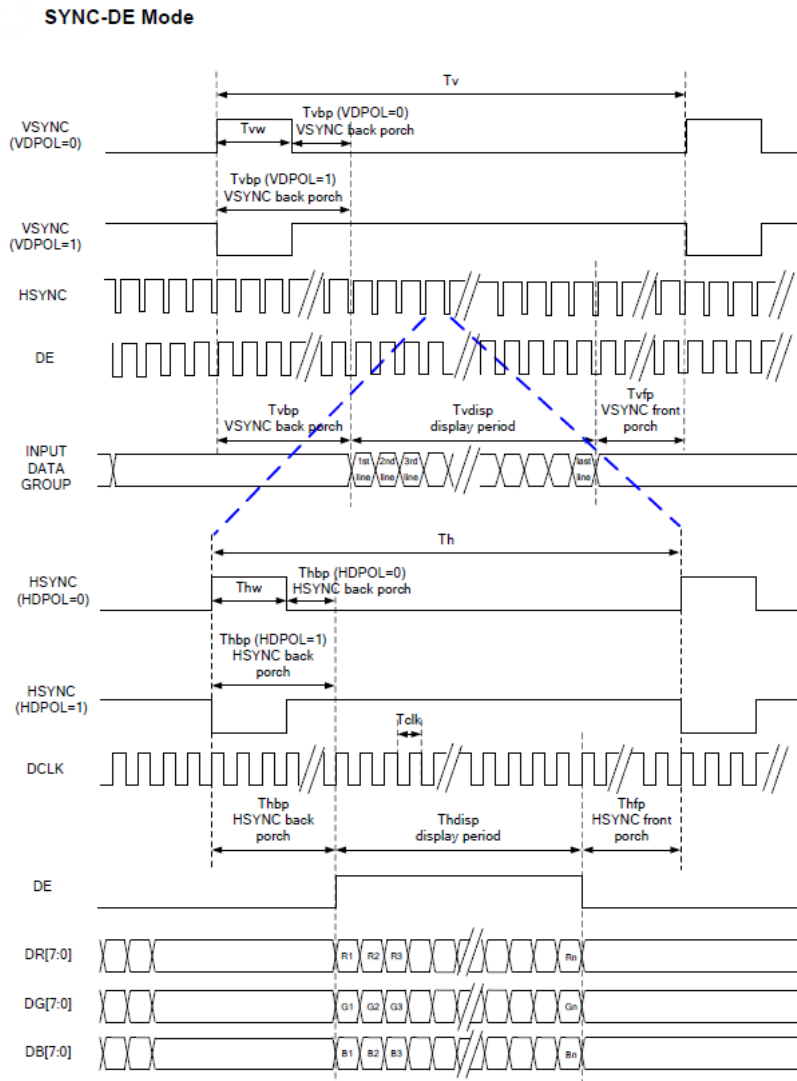 SYNC-DE Mode
Tv
Tvbp (VDPOL=0)
VSYNC back porch
VSYNC
(VDPOL=0)
Tvw
Tvbp (VDPOL=1)
VSYNC back porch
VSYNC
(VDPOL=1)
HSYNC
DE
Tvbp
VSYNC back porch
Tvdisp
display period
Tvfp
VSYNC front
porch
INPUT
DATA
GROUP
1st
line
2nd
line
3rd
line
last
line
Th
HSYNC
(HDPOL=0)
Thw
Thbp (HDPOL=0)
HSYNC back porch
Thbp (HDPOL=1)
HSYNC back
porch
HSYNC
(HDPOL=1)
Tclk
DCLK
Thbp
HSYNC back
porch
Thdisp
display period
Thfp
HSYNC front
porch
DE
DR[7:0]
R1 R2 R3 Rn
DG[7:0]
G1 G2 G3 Gn
DB[7:0]
B1 B2 B3 Bn